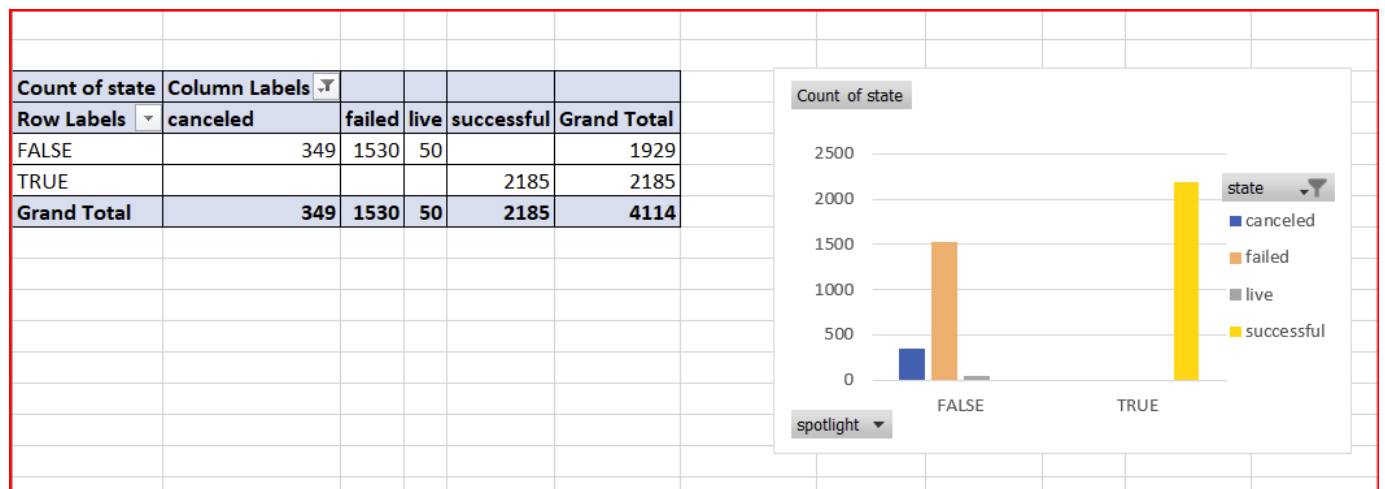 Count of state Column Labels
Row Labels canceled failed live successful Grand Total
FALSE 349 1530 50 1929
TRUE 2185 2185
Grand Total 349 1530 50 2185 4114
Count of state
2500
2000
1500
1000
500
0
FALSE TRUE
spotlight
state
canceled
failed
live
successful